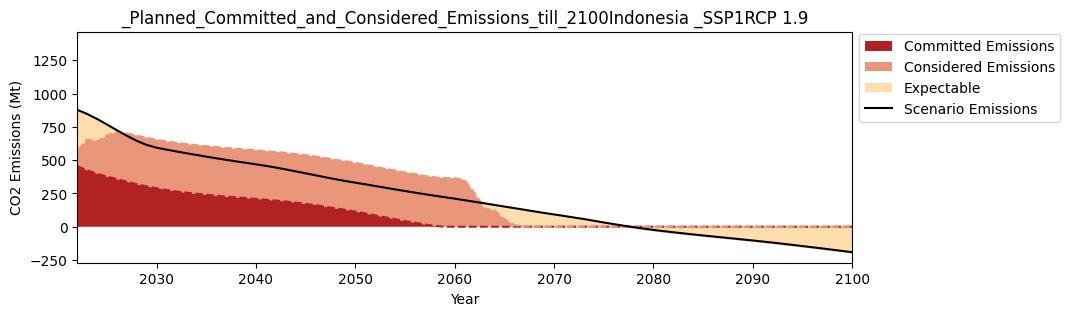 _Planned_Committed_and_Considered_Emissions_till_2100Indonesia _SSP1RCP 1.9
Committed Emissions
Considered Emissions
Expectable
Scenario Emissions
CO2 Emissions (Mt)
1250
1000
750
500
250
0
−250
2030 2040 2050 2060 2070 2080 2090 2100
Year